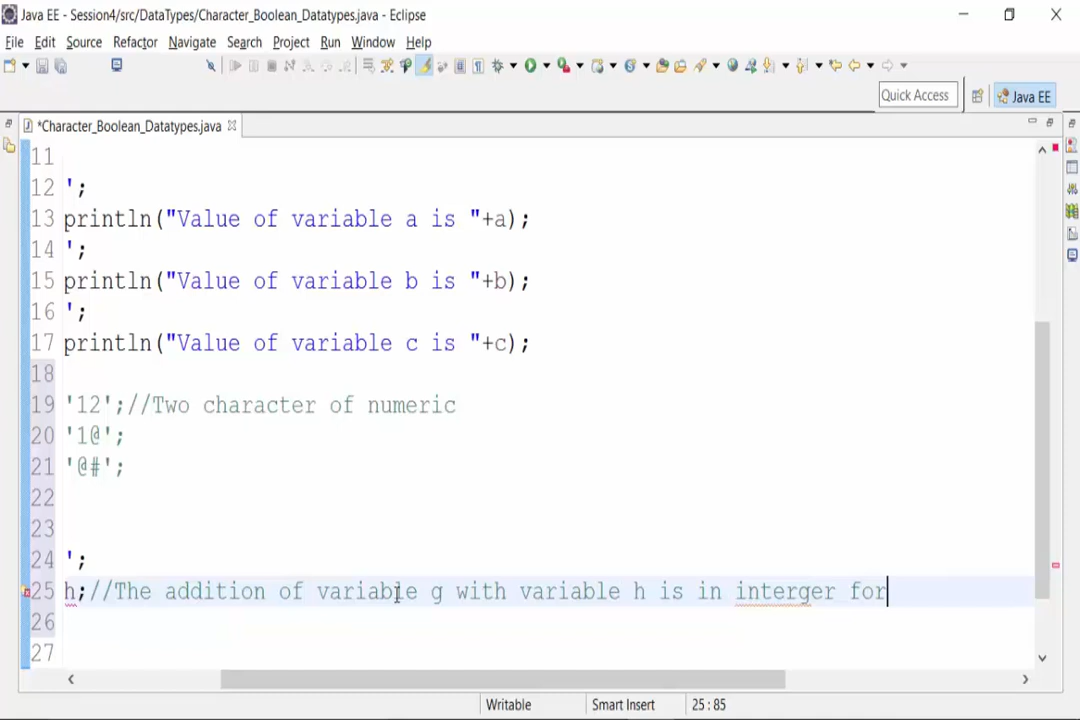 Java EE - Session4/src/DataTypes/Character_Boolean_Datatypes.java - Eclipse
File Edit Source Refactor Navigate Search Project Run Window Help
Quick Access Java EE
*Character_Boolean_Datatypes.java
11
12 ';
13 println("Value of variable a is "+a);
14 ';
15 println("Value of variable b is "+b);
16 ';
17 println("Value of variable c is "+c);
18
19 '12';//Two character of numeric
20 '1@';
21 '@#';
22
23
24 ';
25 h;//The addition of variable g with variable h is in interger for
26
27
Writable Smart Insert 25 : 85